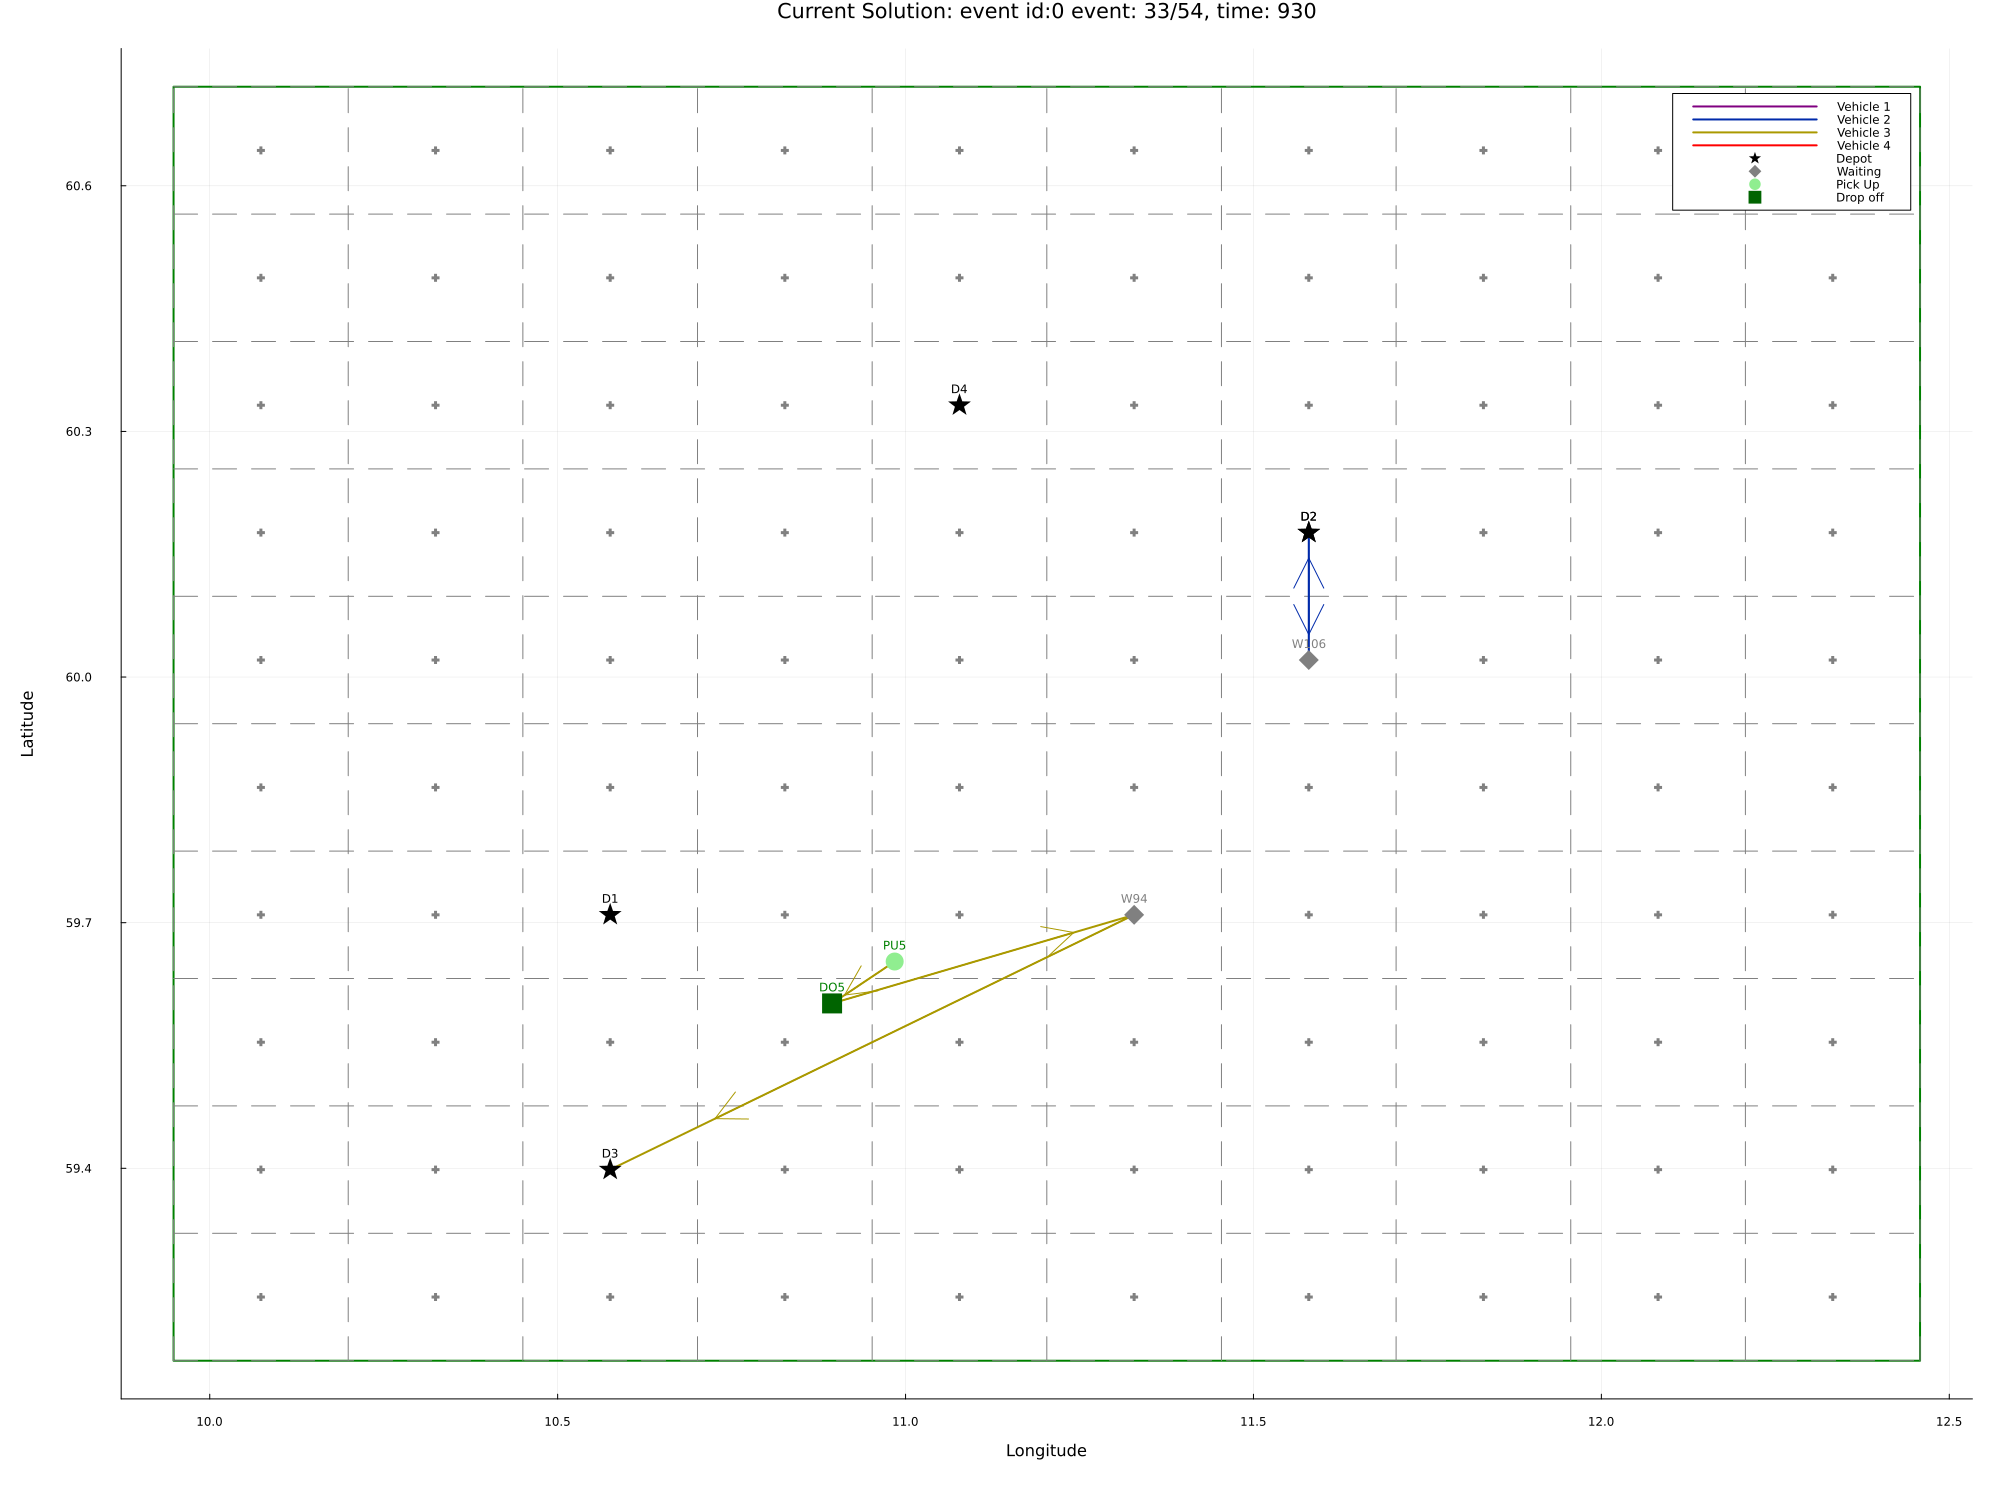 Current Solution: event id:0 event: 33/54, time: 930
Vehicle 1
Vehicle 2
Vehicle 3
Vehicle 4
Depot
Waiting
Pick Up
Drop off
60.6
D4
60.3
D2
W106
60.0
Latitude
D1
W94
59.7
PU5
DO5
D3
59.4
10.0
10.5
11.0
11.5
12.0
12.5
Longitude